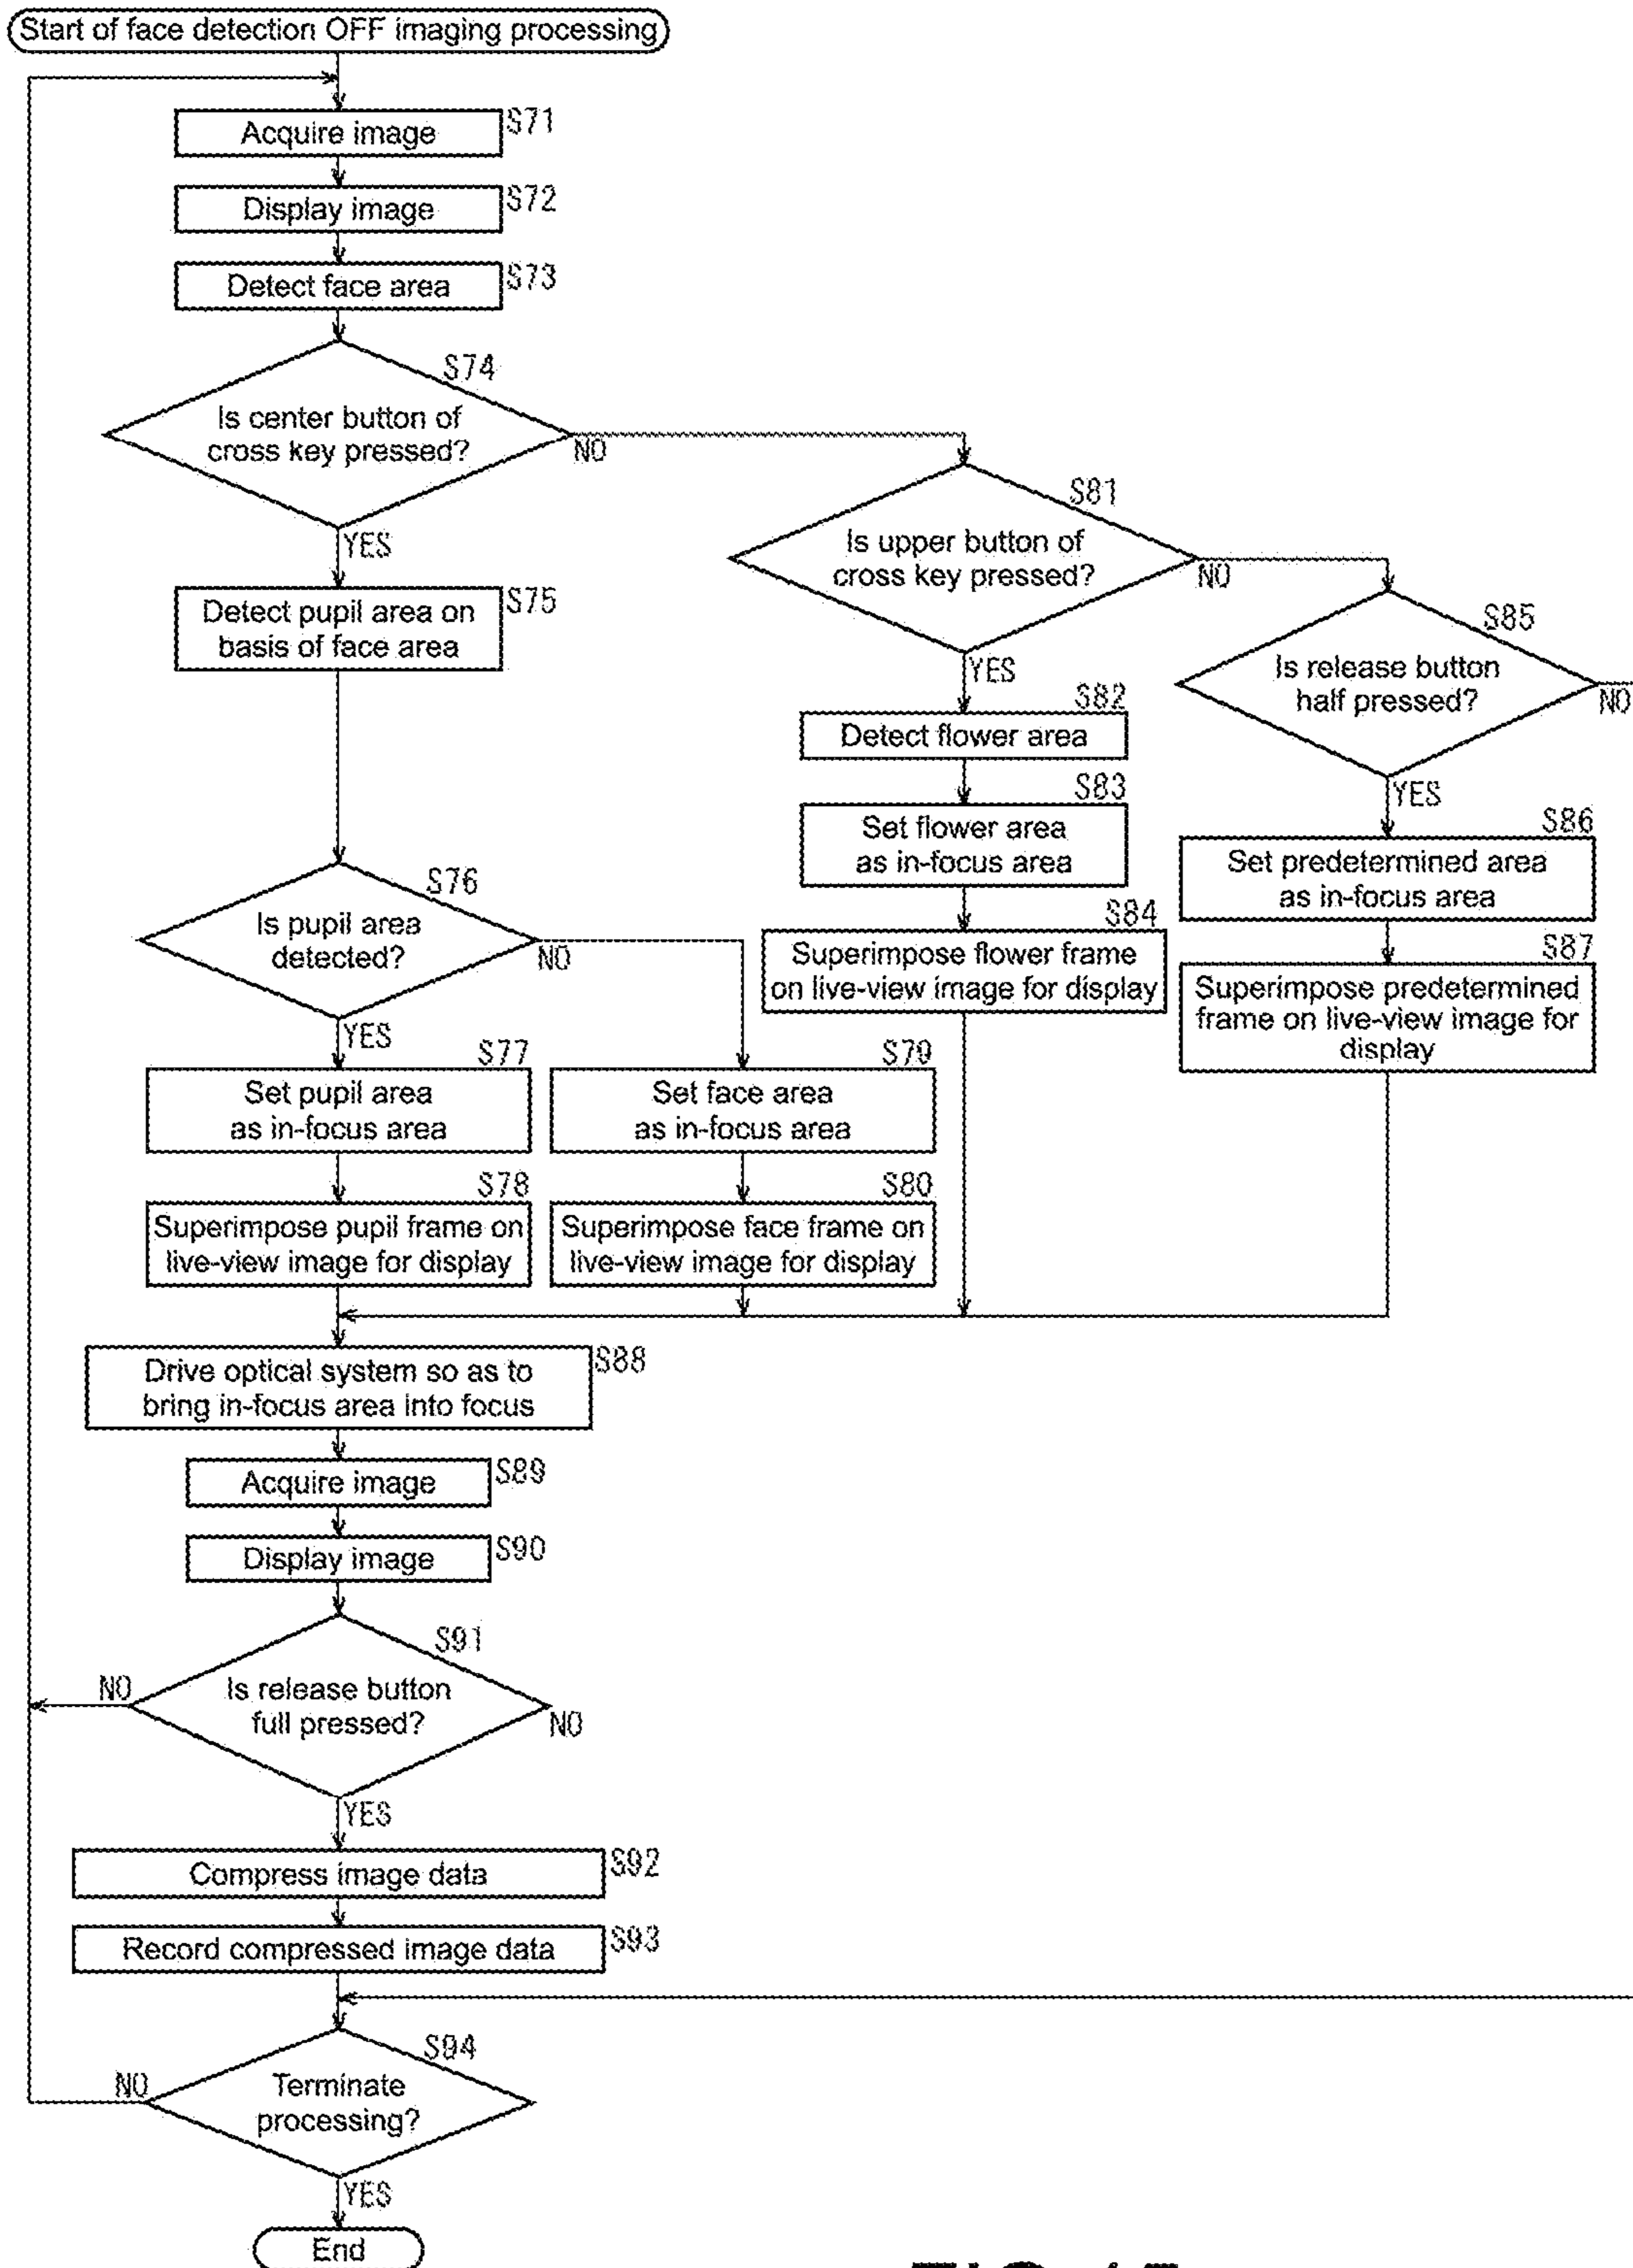 Start of face detection OFF imaging processing
Acquire image
S71
Display image
S72
Detect face area
S73
S74
Is center button of
cross key pressed?
NO
YES
Detect pupil area on
basis of face area
S75
S76
Is pupil area
detected?
NO
YES
S77
Set pupil area
as in-focus area
S78
Superimpose pupil frame on
live-view image for display
S79
Set face area
as in-focus area
S80
Superimpose face frame on
live-view image for display
S81
Is upper button of
cross key pressed?
NO
YES
S82
Detect flower area
S83
Set flower area
as in-focus area
S84
Superimpose flower frame
on live-view image for display
S85
Is release button
half pressed?
NO
YES
S86
Set predetermined area
as in-focus area
S87
Superimpose predetermined
frame on live-view image for
display
Drive optical system so as to
bring in-focus area into focus
S88
Acquire image
S89
Display image
S90
S91
Is release button
full pressed?
NO
NO
YES
Compress image data
S92
Record compressed image data
S93
S94
Terminate
processing?
NO
YES
End